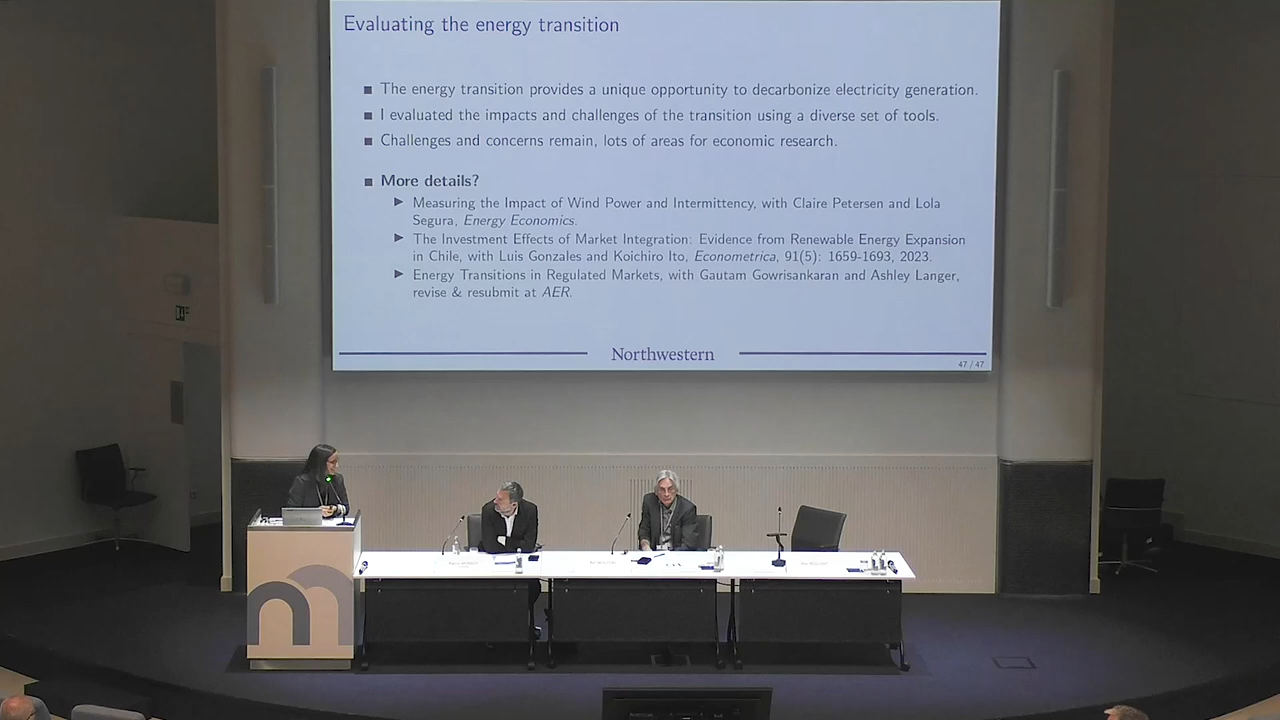 Evaluating the energy transition
■ The energy transition provides a unique opportunity to decarbonize electricity generation.
■ I evaluated the impacts and challenges of the transition using a diverse set of tools.
■ Challenges and concerns remain, lots of areas for economic research.
■ More details?
▶ Measuring the Impact of Wind Power and Intermittency, with Claire Petersen and Lola
Segura, Energy Economics.
▶ The Investment Effects of Market Integration: Evidence from Renewable Energy Expansion
in Chile, with Luis Gonzales and Koichiro Ito, Econometrica, 91(5): 1659-1693, 2023.
▶ Energy Transitions in Regulated Markets, with Gautam Gowrisankaran and Ashley Langer,
revise & resubmit at AER.
Northwestern
47 / 47